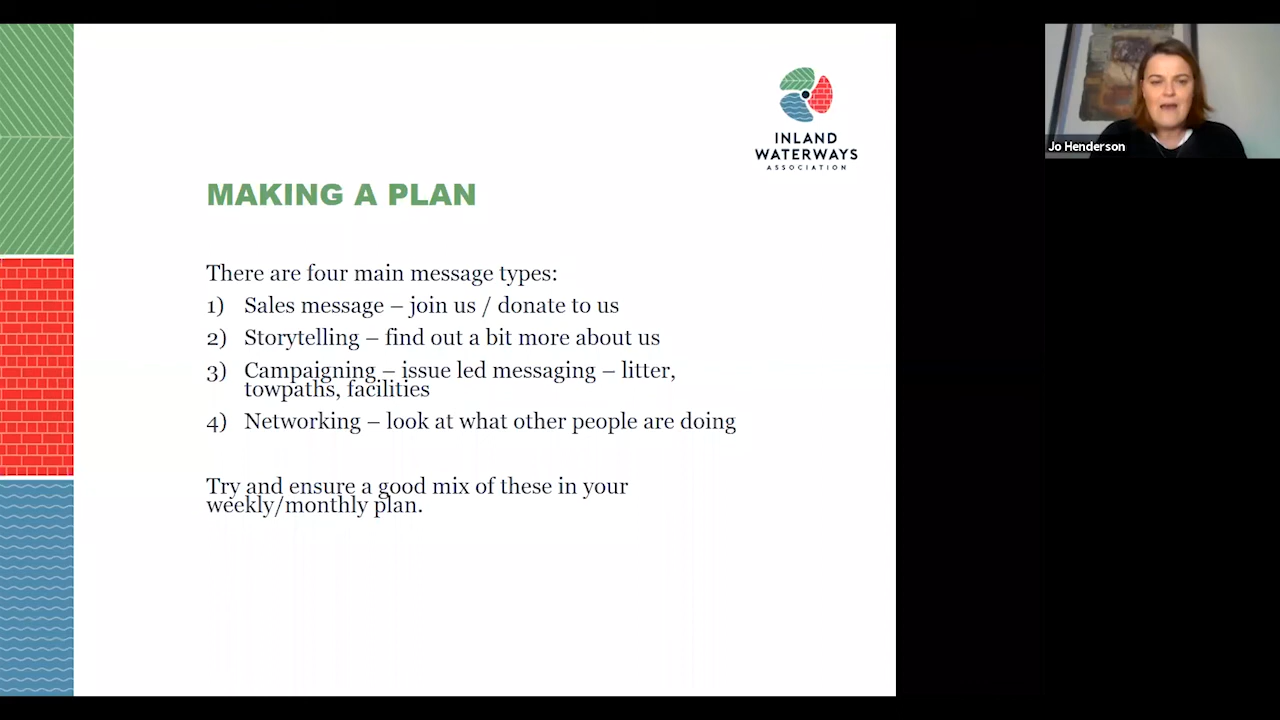 INLAND
WATERWAYS
ASSOCIATION
Jo Henderson
MAKING A PLAN
There are four main message types:
1) Sales message – join us / donate to us
2) Storytelling – find out a bit more about us
3) Campaigning – issue led messaging – litter,
towpaths, facilities
4) Networking – look at what other people are doing
Try and ensure a good mix of these in your
weekly/monthly plan.